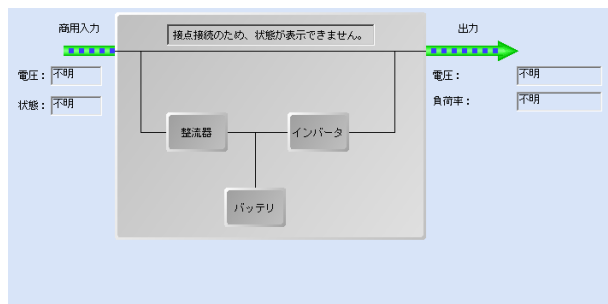 商用入力
接点接続のため、状態が表示できません。
出力
電圧： 不明
電圧： 不明
状態： 不明
負荷率： 不明
整流器
インバータ
バッテリ